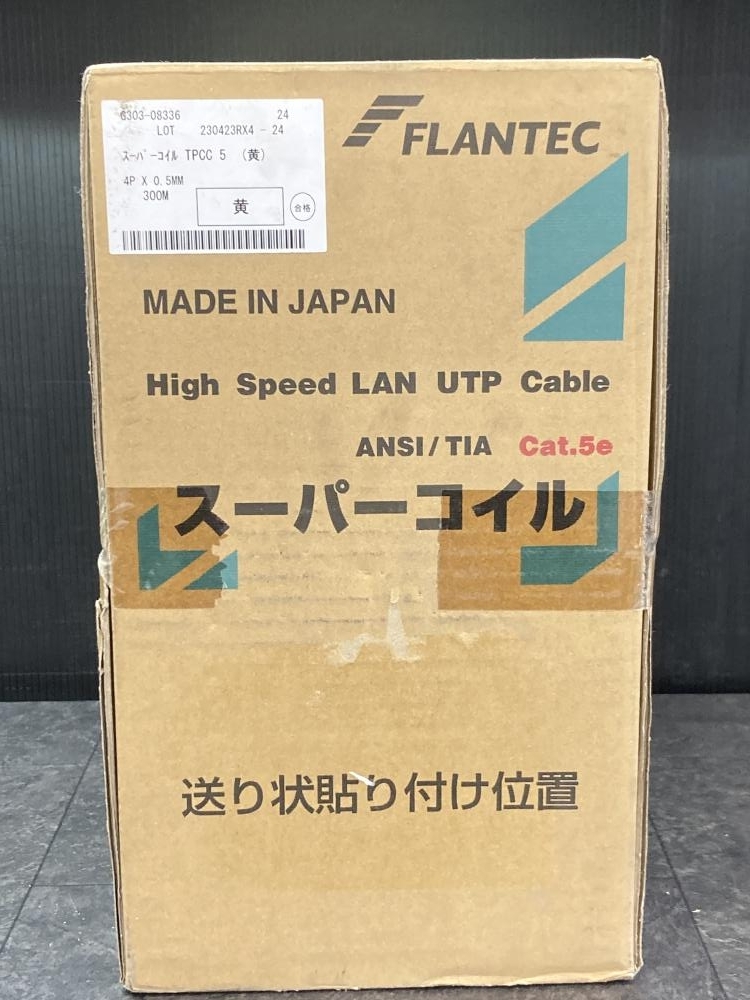 G303-08336 24
LOT 230423RX4 - 24
ｽｰﾊﾟｰｺｲﾙ TPCC 5 (黄)
4P X 0.5MM
300M
黄
合格
FLANTEC
MADE IN JAPAN
High Speed LAN UTP Cable
ANSI/TIA Cat.5e
スーパーコイル
送り状貼り付け位置